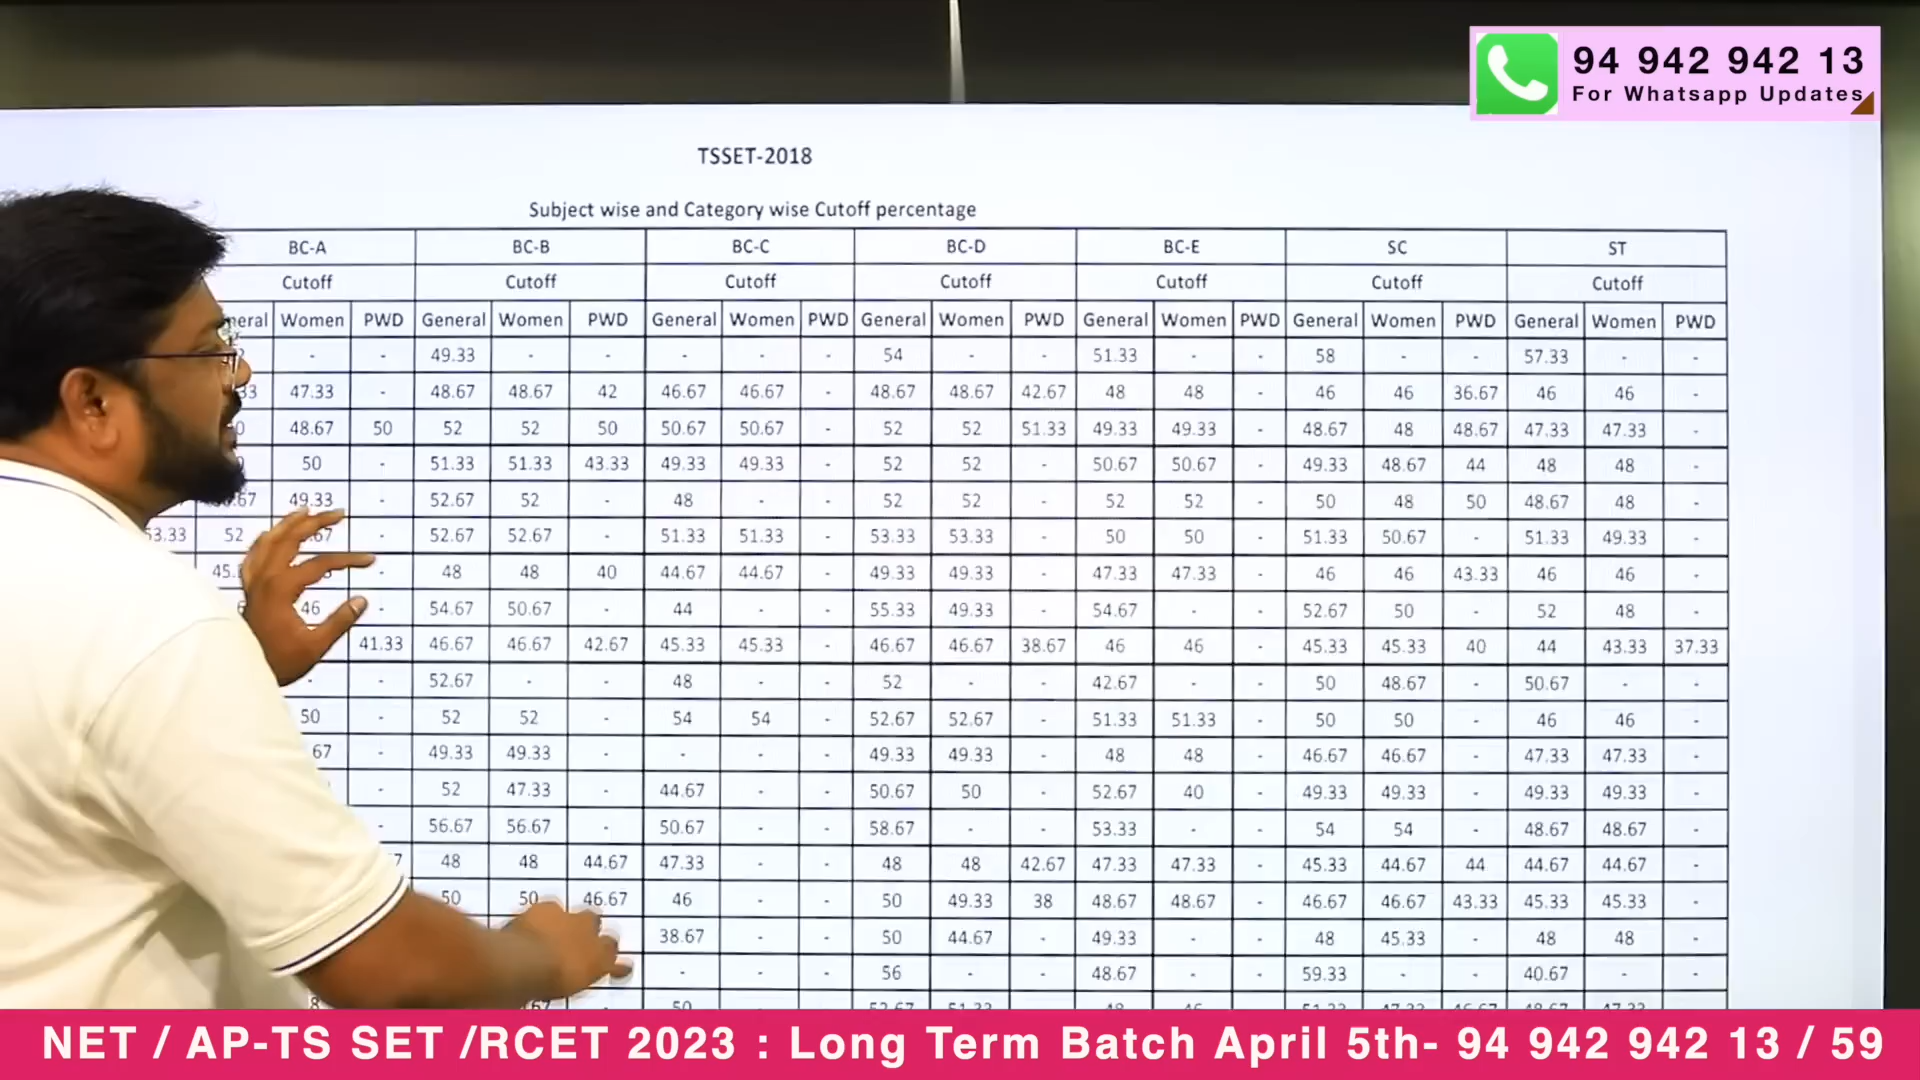 94 942 942 13
For Whatsapp Updates
TSSET-2018
Subject wise and Category wise Cutoff percentage
BC-A BC-B BC-C BC-D BC-E SC ST
Cutoff Cutoff Cutoff Cutoff Cutoff Cutoff Cutoff
Women PWD General Women PWD General Women PWD General Women PWD General Women PWD General Women PWD General Women PWD
- - 49.33 - - - - - 54 - - 51.33 - - 58 - - 57.33 - -
47.33 - 48.67 48.67 42 46.67 46.67 - 48.67 48.67 42.67 48 48 - 46 46 36.67 46 46 -
48.67 50 52 52 50 50.67 50.67 - 52 52 51.33 49.33 49.33 - 48.67 48 48.67 47.33 47.33 -
50 - 51.33 51.33 43.33 49.33 49.33 - 52 52 - 50.67 50.67 - 49.33 48.67 44 48 48 -
49.33 - 52.67 52 - 48 - - 52 52 - 52 52 - 50 48 50 48.67 48 -
53.33 52 - 52.67 52.67 - 51.33 51.33 - 53.33 53.33 - 50 50 - 51.33 50.67 - 51.33 49.33 -
- 48 48 40 44.67 44.67 - 49.33 49.33 - 47.33 47.33 - 46 46 43.33 46 46 -
46 - 54.67 50.67 - 44 - - 55.33 49.33 - 54.67 - - 52.67 50 - 52 48 -
41.33 46.67 46.67 42.67 45.33 45.33 - 46.67 46.67 38.67 46 46 - 45.33 45.33 40 44 43.33 37.33
- - 52.67 - - 48 - - 52 - - 42.67 - - 50 48.67 - 50.67 - -
50 - 52 52 - 54 54 - 52.67 52.67 - 51.33 51.33 - 50 50 - 46 46 -
- 49.33 49.33 - - - - 49.33 49.33 - 48 48 - 46.67 46.67 - 47.33 47.33 -
- 52 47.33 - 44.67 - - 50.67 50 - 52.67 40 - 49.33 49.33 - 49.33 49.33 -
- 56.67 56.67 - 50.67 - - 58.67 - - 53.33 - - 54 54 - 48.67 48.67 -
48 48 44.67 47.33 - - 48 48 42.67 47.33 47.33 - 45.33 44.67 44 44.67 44.67 -
50 50 46.67 46 - - 50 49.33 38 48.67 48.67 - 46.67 46.67 43.33 45.33 45.33 -
38.67 - - 50 44.67 - 49.33 - - 48 45.33 - 48 48 -
- - - 56 - - 48.67 - - 59.33 - - 40.67 - -
NET / AP-TS SET /RCET 2023 : Long Term Batch April 5th- 94 942 942 13 / 59